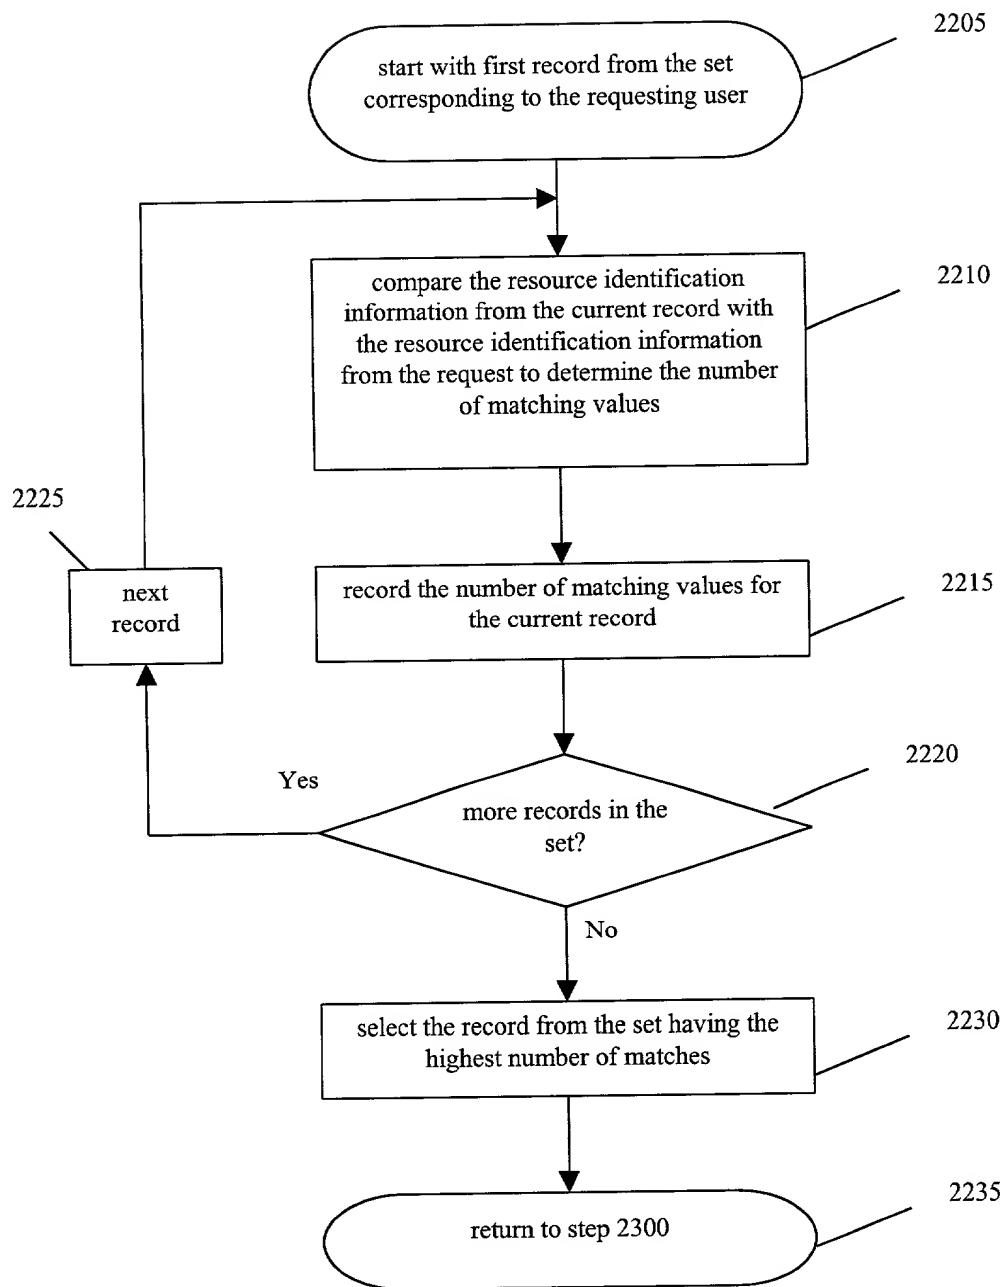 2205
start with first record from the set
corresponding to the requesting user
2210
compare the resource identification
information from the current record with
the resource identification information
from the request to determine the number
of matching values
2225
next
record
2215
record the number of matching values for
the current record
2220
Yes
more records in the
set?
No
2230
select the record from the set having the
highest number of matches
2235
return to step 2300